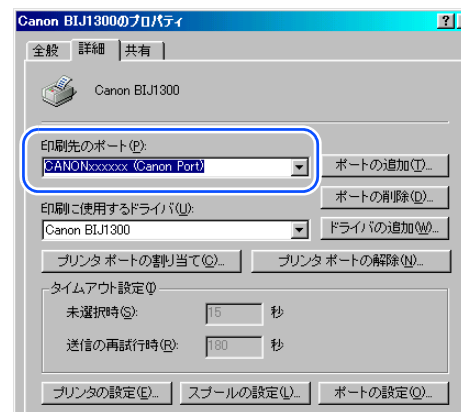 Canon BIJ1300のプロパティ
全般 詳細 共有
Canon BIJ1300
印刷先のポート(P):
CANONxxxxxx (Canon Port)
ポートの追加(T)...
ポートの削除(D)...
印刷に使用するドライバ(U):
Canon BIJ1300
ドライバの追加(W)...
プリンタ ポートの割り当て(C)... プリンタ ポートの解除(N)...
タイムアウト設定(I)
未選択時(S): 15 秒
送信の再試行時(R): 180 秒
プリンタの設定(E)... スプールの設定(L)... ポートの設定(O)...